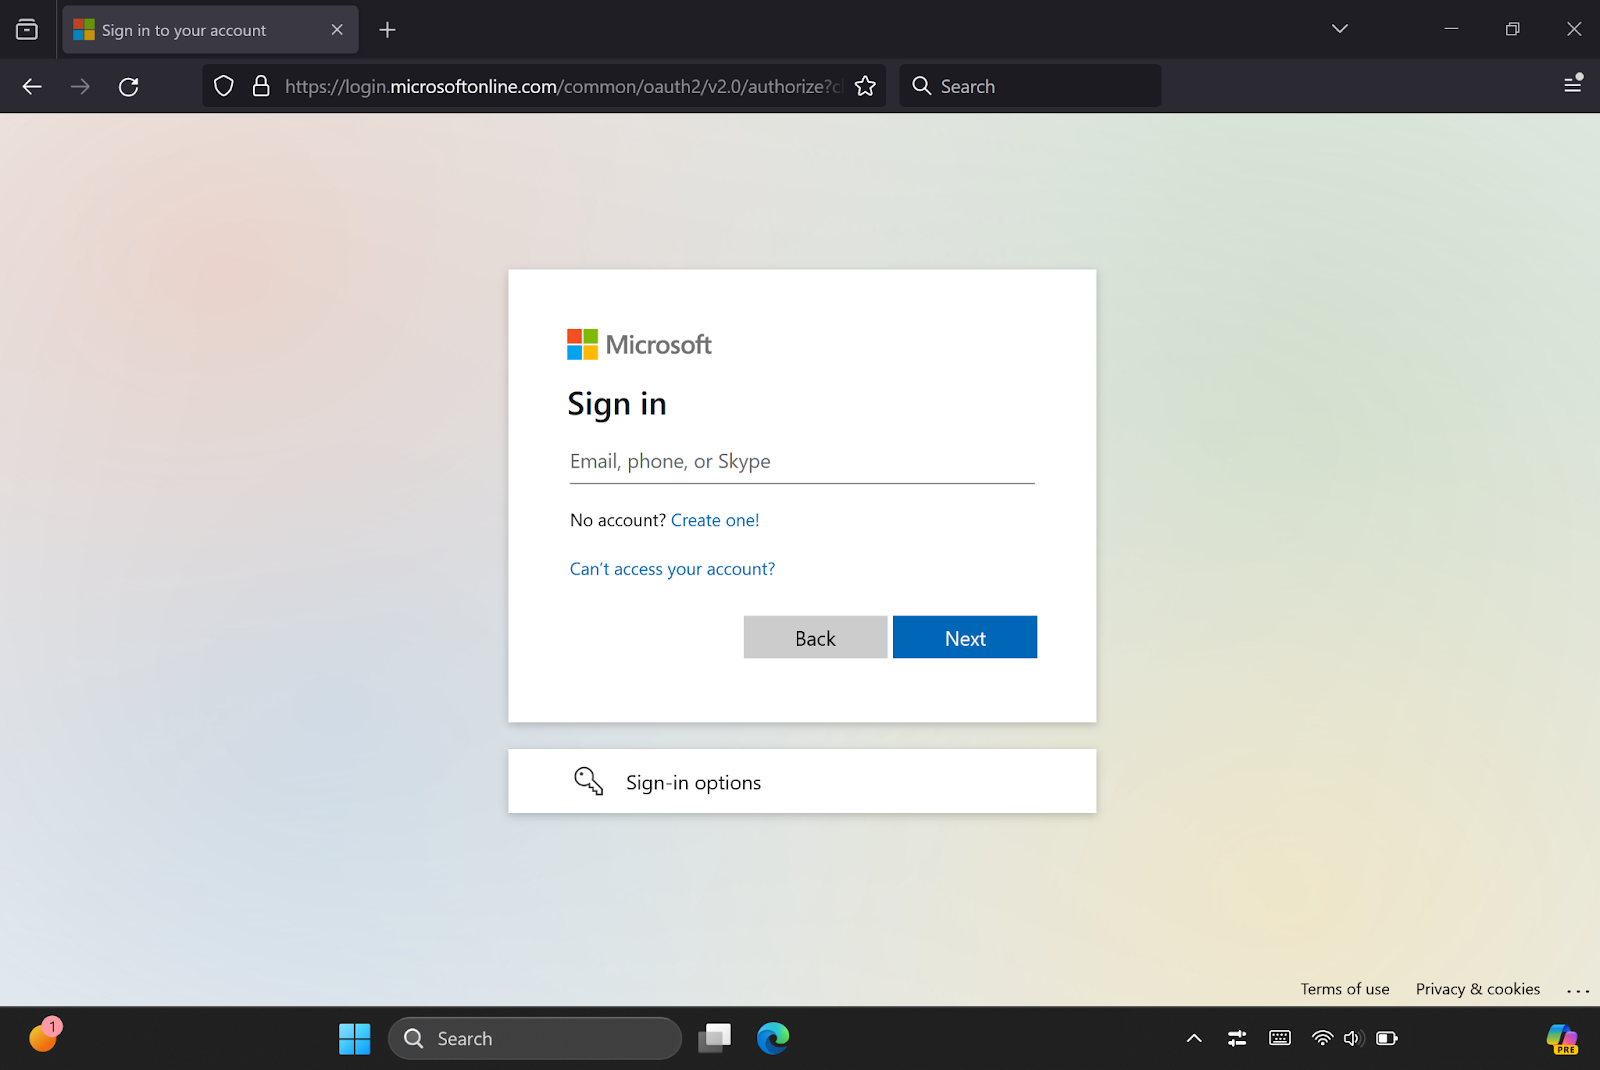 Sign in to your account
https://login.microsoftonline.com/common/oauth2/v2.0/authorize?c
Search
Microsoft
Sign in
Email, phone, or Skype
No account? Create one!
Can't access your account?
Back
Next
Sign-in options
Terms of use
Privacy & cookies
...
1
Search
PRE